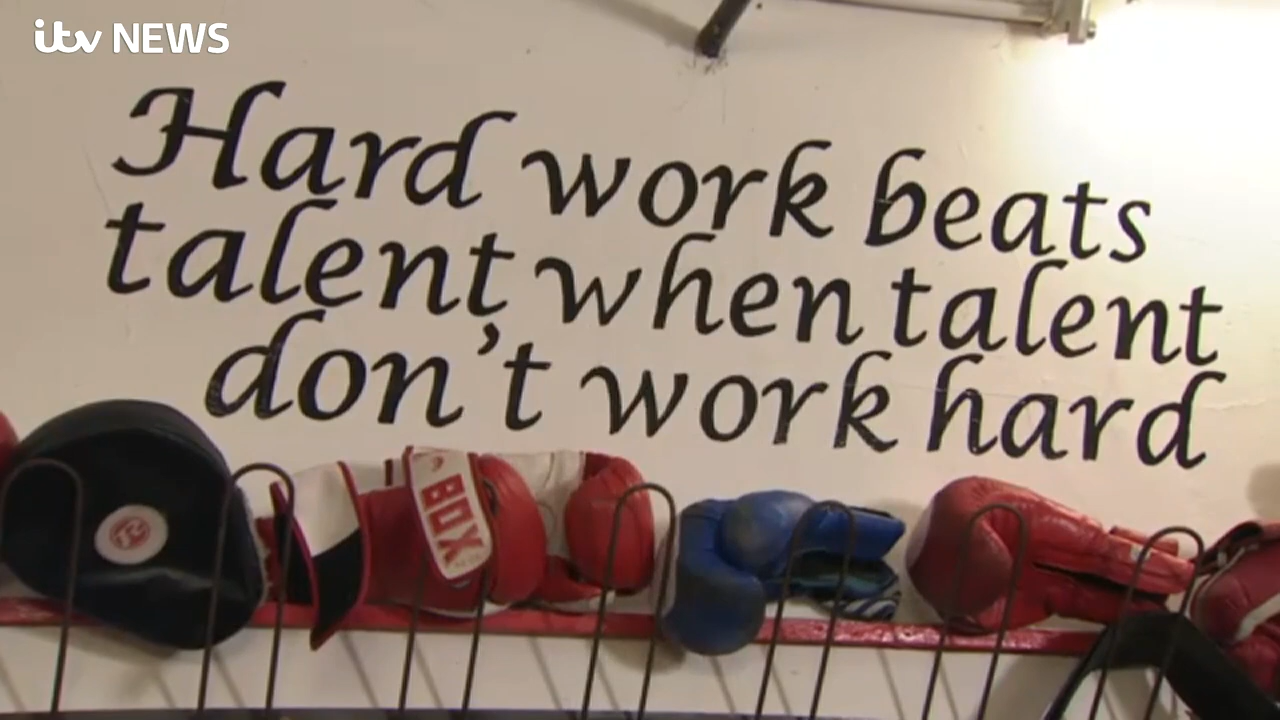 itv NEWS
Hard work beats
talent when talent
don't work hard
BOX